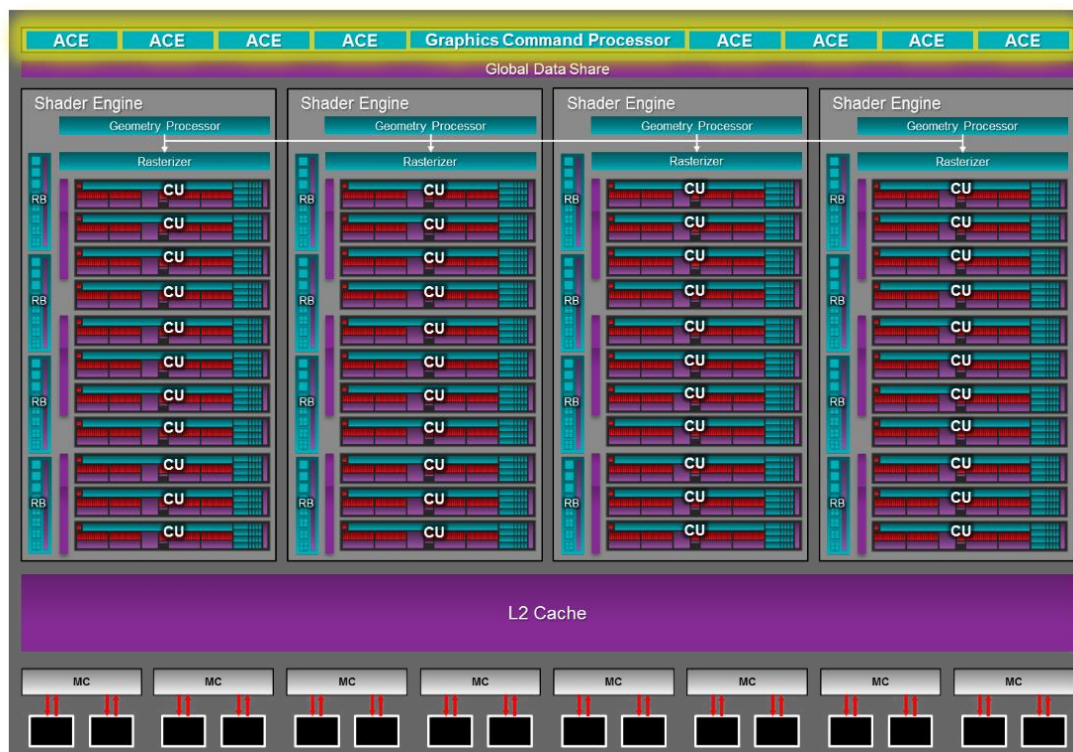 ACE ACE ACE ACE Graphics Command Processor ACE ACE ACE ACE
Global Data Share
Shader Engine Shader Engine Shader Engine Shader Engine
Geometry Processor Geometry Processor Geometry Processor Geometry Processor
Rasterizer Rasterizer Rasterizer Rasterizer
CU CU CU CU
RB RB RB RB
CU CU CU CU
CU CU CU CU
CU CU CU CU
RB RB RB RB
CU CU CU CU
CU CU CU CU
CU CU CU CU
RB RB RB RB
CU CU CU CU
CU CU CU CU
CU CU CU CU
RB RB RB RB
CU CU CU CU
L2 Cache
MC MC MC MC MC MC MC MC